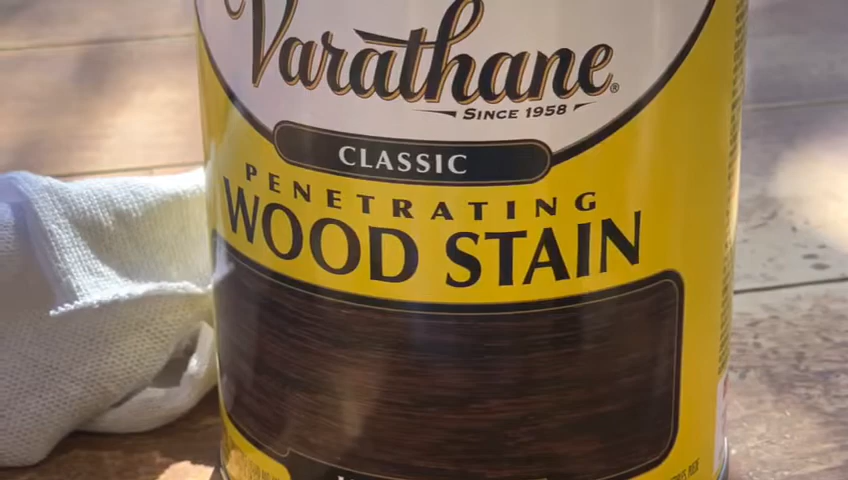 Varathane®
SINCE 1958
CLASSIC
PENETRATING
WOOD STAIN